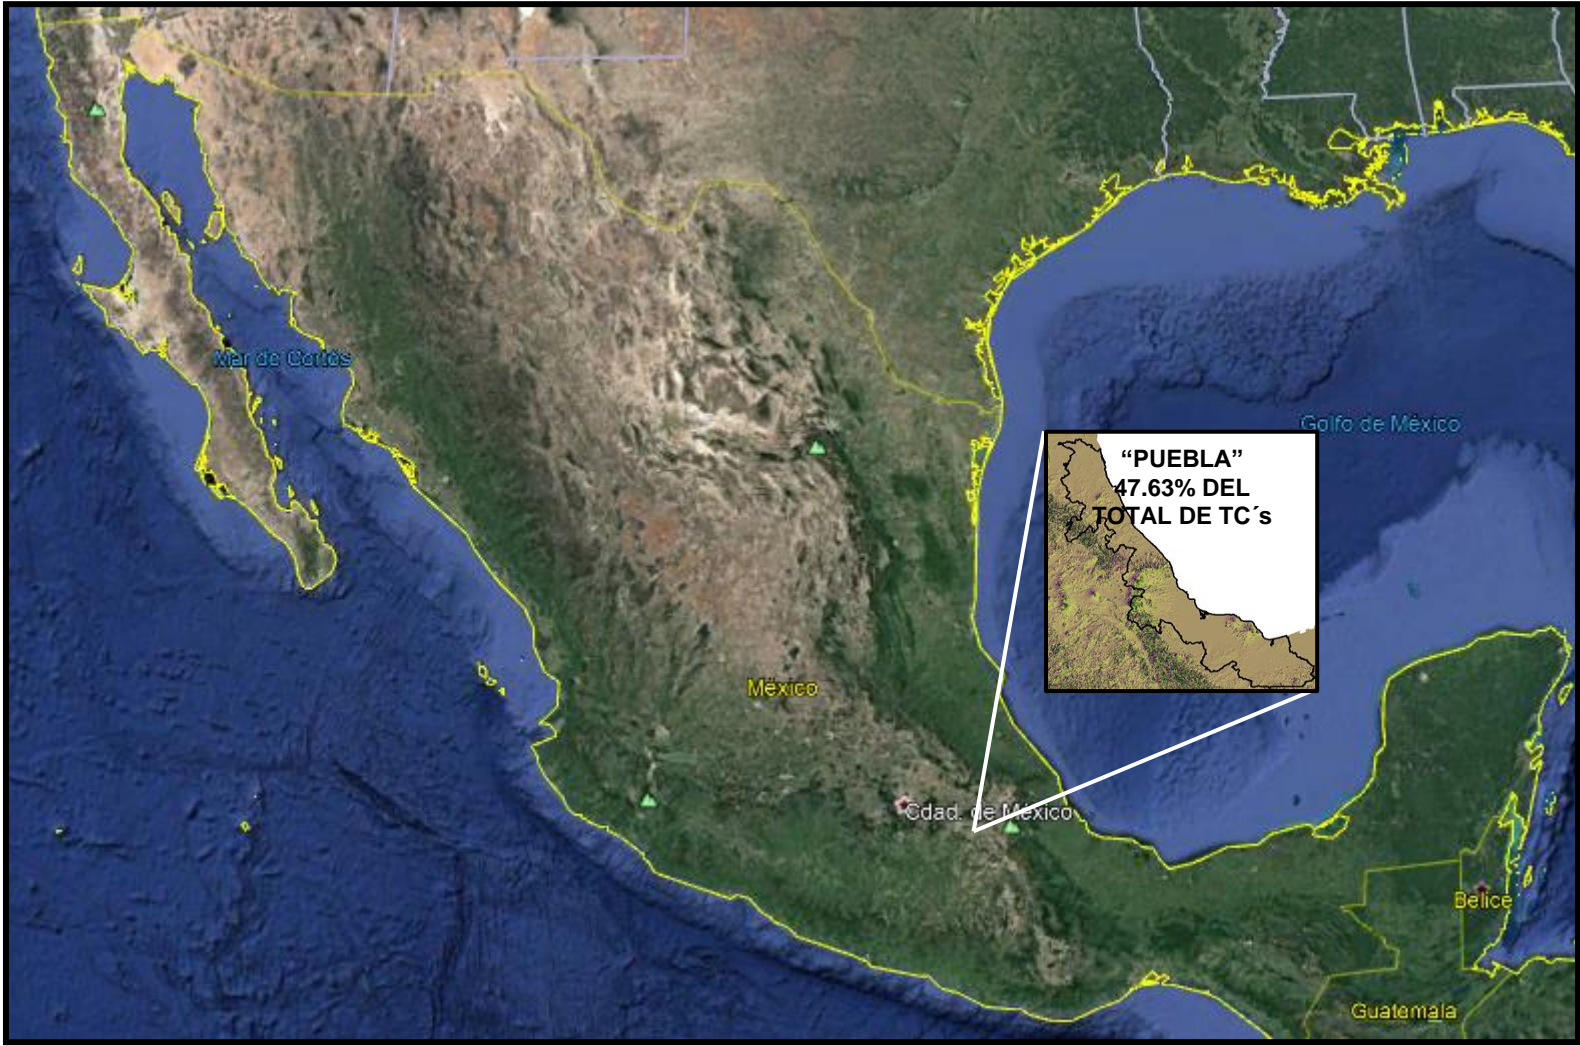 Mar de Cortés
Golfo de México
“PUEBLA”
47.63% DEL
TOTAL DE TC´s
México
Cdad. de México
Belice
Guatemala